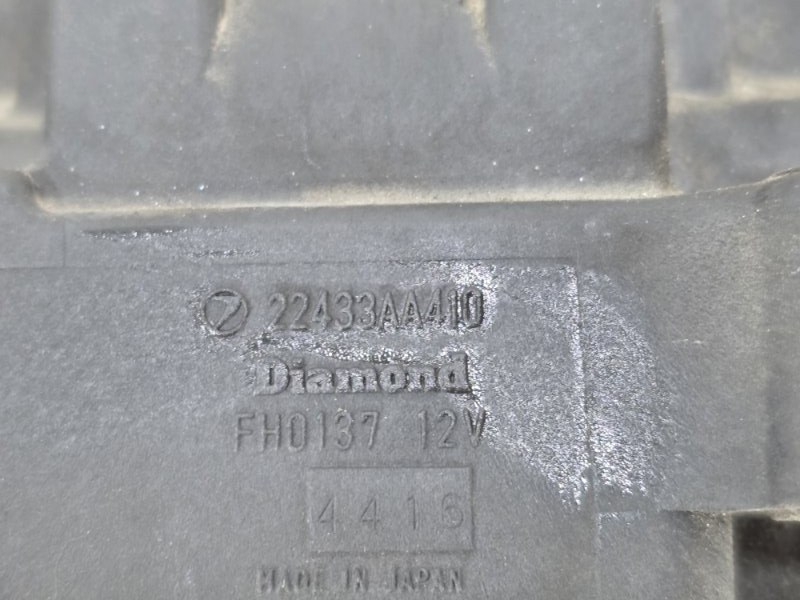 22433AA410
Diamond
FH0137 12V
4416
MADE IN JAPAN